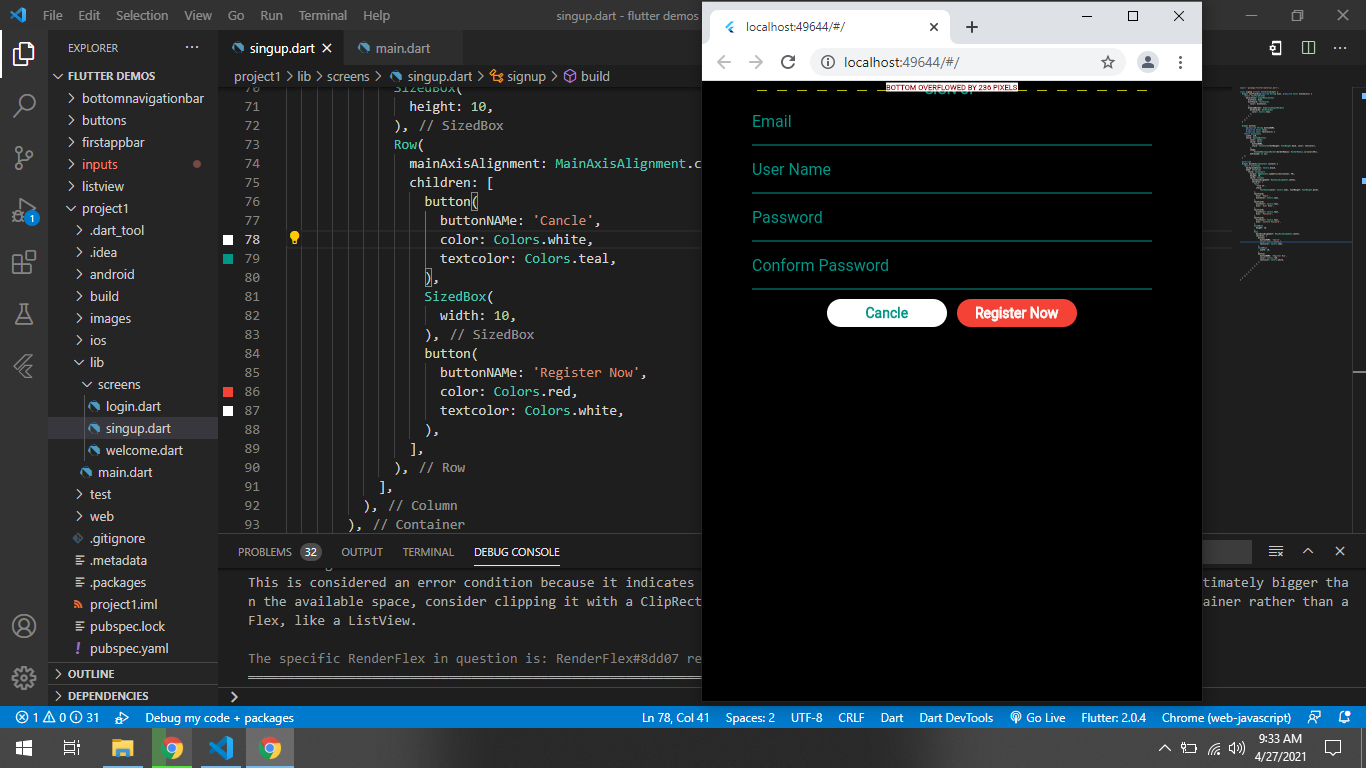 File Edit Selection View Go Run Terminal Help
singup.dart - flutter demos
EXPLORER
FLUTTER DEMOS
bottomnavigationbar
buttons
firstappbar
inputs
listview
project1
.dart_tool
.idea
android
build
images
ios
lib
screens
login.dart
singup.dart
welcome.dart
main.dart
test
web
.gitignore
.metadata
.packages
project1.iml
pubspec.lock
pubspec.yaml
OUTLINE
DEPENDENCIES
1
singup.dart main.dart
project1 > lib > screens > singup.dart > signup > build
70 SizedBox(
71 height: 10,
72 ), // SizedBox
73 Row(
74 mainAxisAlignment: MainAxisAlignment.c
75 children: [
76 button(
77 buttonNAMe: 'Cancle',
78 color: Colors.white,
79 textcolor: Colors.teal,
80 ),
81 SizedBox(
82 width: 10,
83 ), // SizedBox
84 button(
85 buttonNAMe: 'Register Now',
86 color: Colors.red,
87 textcolor: Colors.white,
88 ),
89 ],
90 ), // Row
91 ],
92 ), // Column
93 ), // Container
PROBLEMS 32 OUTPUT TERMINAL DEBUG CONSOLE
This is considered an error condition because it indicates
timately bigger tha
n the available space, consider clipping it with a ClipRect
ainer rather than a
Flex, like a ListView.
The specific RenderFlex in question is: RenderFlex#8dd07 re
localhost:49644/#/
localhost:49644/#/
BOTTOM OVERFLOWED BY 236 PIXELS
Email
User Name
Password
Conform Password
Cancle Register Now
1 0 31 Debug my code + packages
Ln 78, Col 41 Spaces: 2 UTF-8 CRLF Dart Dart DevTools Go Live Flutter: 2.0.4 Chrome (web-javascript)
9:33 AM
4/27/2021